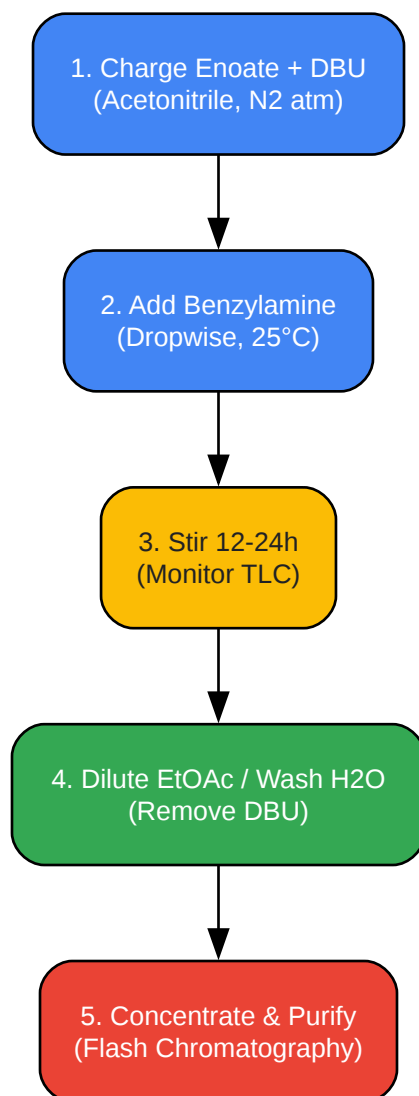 1. Charge Enoate + DBU
(Acetonitrile, N2 atm)
2. Add Benzylamine
(Dropwise, 25°C)
3. Stir 12-24h
(Monitor TLC)
4. Dilute EtOAc / Wash H2O
(Remove DBU)
5. Concentrate & Purify
(Flash Chromatography)